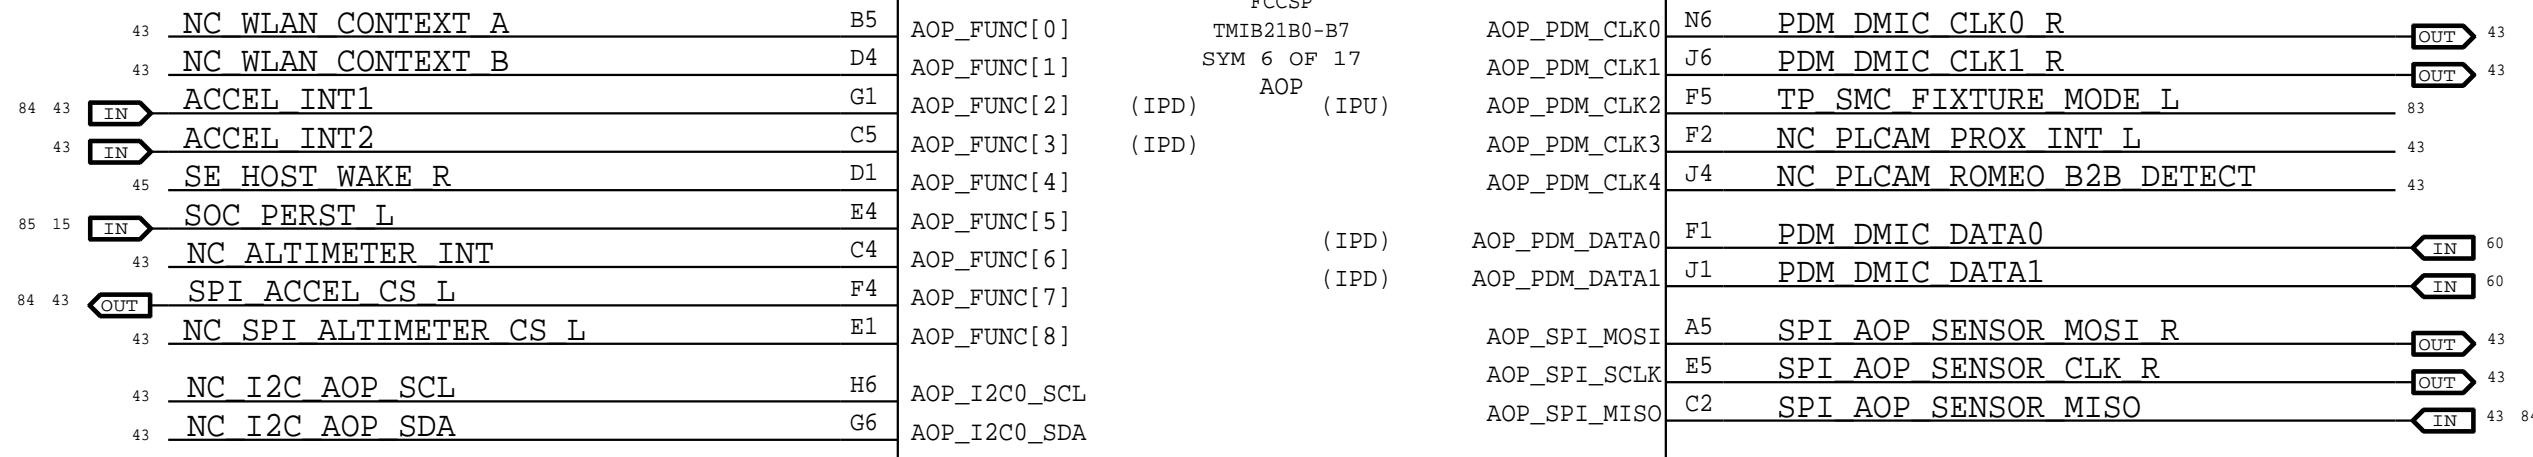 FCCSP
TMIB21B0-B7
SYM 6 OF 17
AOP
43 NC_WLAN_CONTEXT_A B5 AOP_FUNC[0]
43 NC_WLAN_CONTEXT_B D4 AOP_FUNC[1]
84 43 IN ACCEL_INT1 G1 AOP_FUNC[2] (IPD)
43 IN ACCEL_INT2 C5 AOP_FUNC[3] (IPD)
45 SE_HOST_WAKE_R D1 AOP_FUNC[4]
85 15 IN SOC_PERST_L E4 AOP_FUNC[5]
43 NC_ALTIMETER_INT C4 AOP_FUNC[6]
84 43 OUT SPI_ACCEL_CS_L F4 AOP_FUNC[7]
43 NC_SPI_ALTIMETER_CS_L E1 AOP_FUNC[8]
43 NC_I2C_AOP_SCL H6 AOP_I2C0_SCL
43 NC_I2C_AOP_SDA G6 AOP_I2C0_SDA
AOP_PDM_CLK0 N6 PDM_DMIC_CLK0_R OUT 43
AOP_PDM_CLK1 J6 PDM_DMIC_CLK1_R OUT 43
(IPU) AOP_PDM_CLK2 F5 TP_SMC_FIXTURE_MODE_L 83
AOP_PDM_CLK3 F2 NC_PLCAM_PROX_INT_L 43
AOP_PDM_CLK4 J4 NC_PLCAM_ROMEO_B2B_DETECT 43
(IPD) AOP_PDM_DATA0 F1 PDM_DMIC_DATA0 IN 60
(IPD) AOP_PDM_DATA1 J1 PDM_DMIC_DATA1 IN 60
AOP_SPI_MOSI A5 SPI_AOP_SENSOR_MOSI_R OUT 43
AOP_SPI_SCLK E5 SPI_AOP_SENSOR_CLK_R OUT 43
AOP_SPI_MISO C2 SPI_AOP_SENSOR_MISO IN 43 84